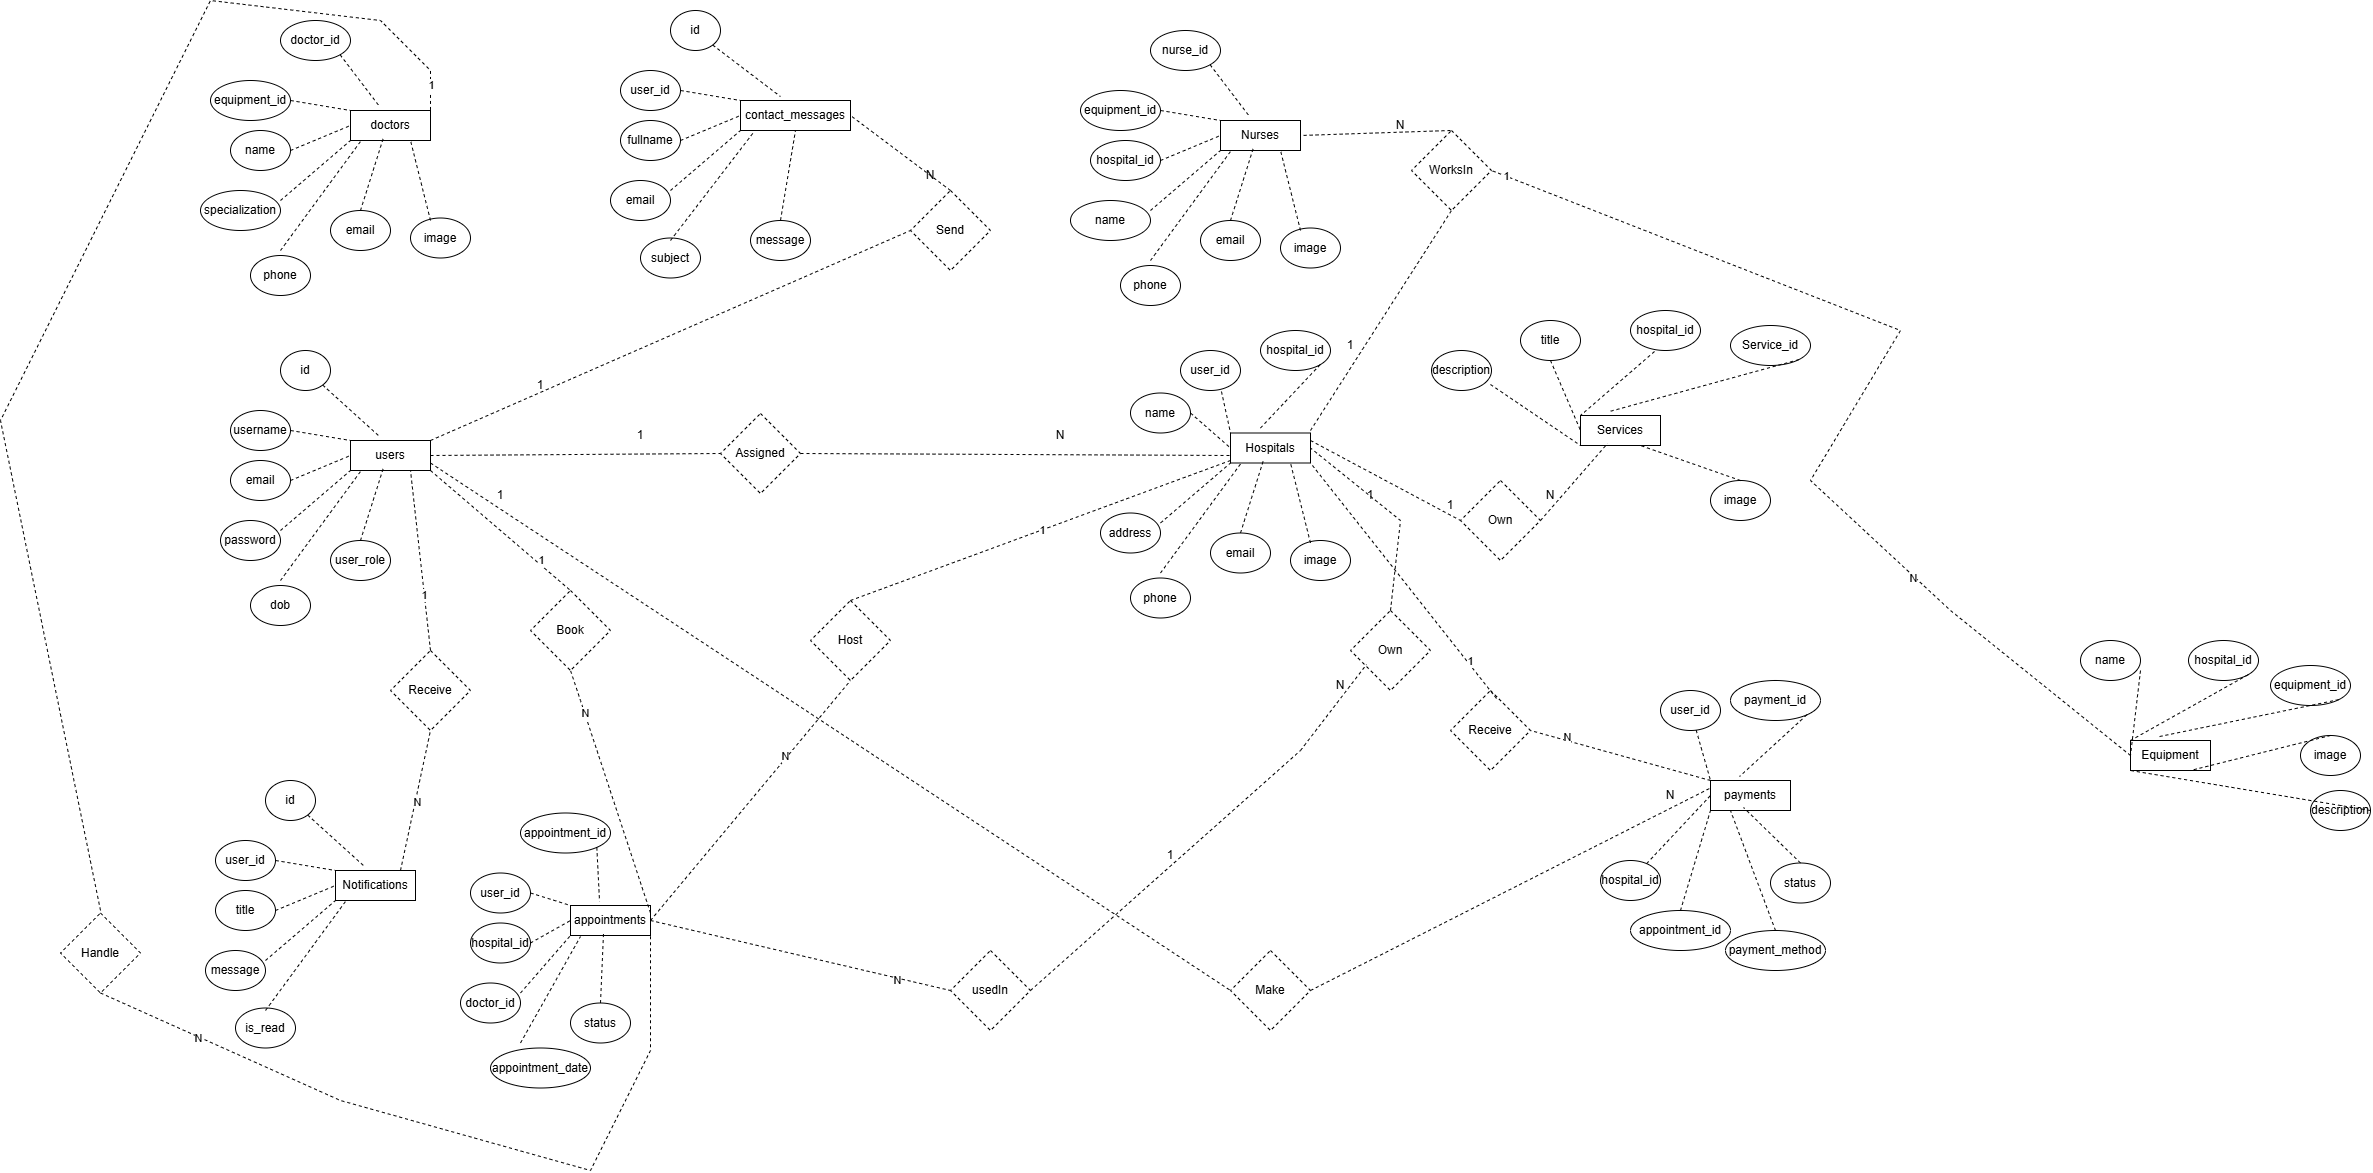 doctor_id
equipment_id
name
specialization
phone
email
image
doctors
1
id
user_id
fullname
email
subject
message
contact_messages
N
Send
1
nurse_id
equipment_id
hospital_id
name
phone
email
image
Nurses
N
WorksIn
1
1
id
username
email
password
dob
user_role
users
1
Assigned
N
hospital_id
user_id
name
address
phone
email
image
Hospitals
description
title
hospital_id
Service_id
image
Services
1
Own
N
1
Own
N
1
1
1
Host
N
1
Book
N
1
Receive
N
1
Receive
N
N
name
hospital_id
equipment_id
image
description
Equipment
user_id
payment_id
payments
hospital_id
appointment_id
payment_method
status
N
Make
N
usedIn
id
user_id
title
message
is_read
Notifications
appointment_id
user_id
hospital_id
doctor_id
appointment_date
status
appointments
Handle
N